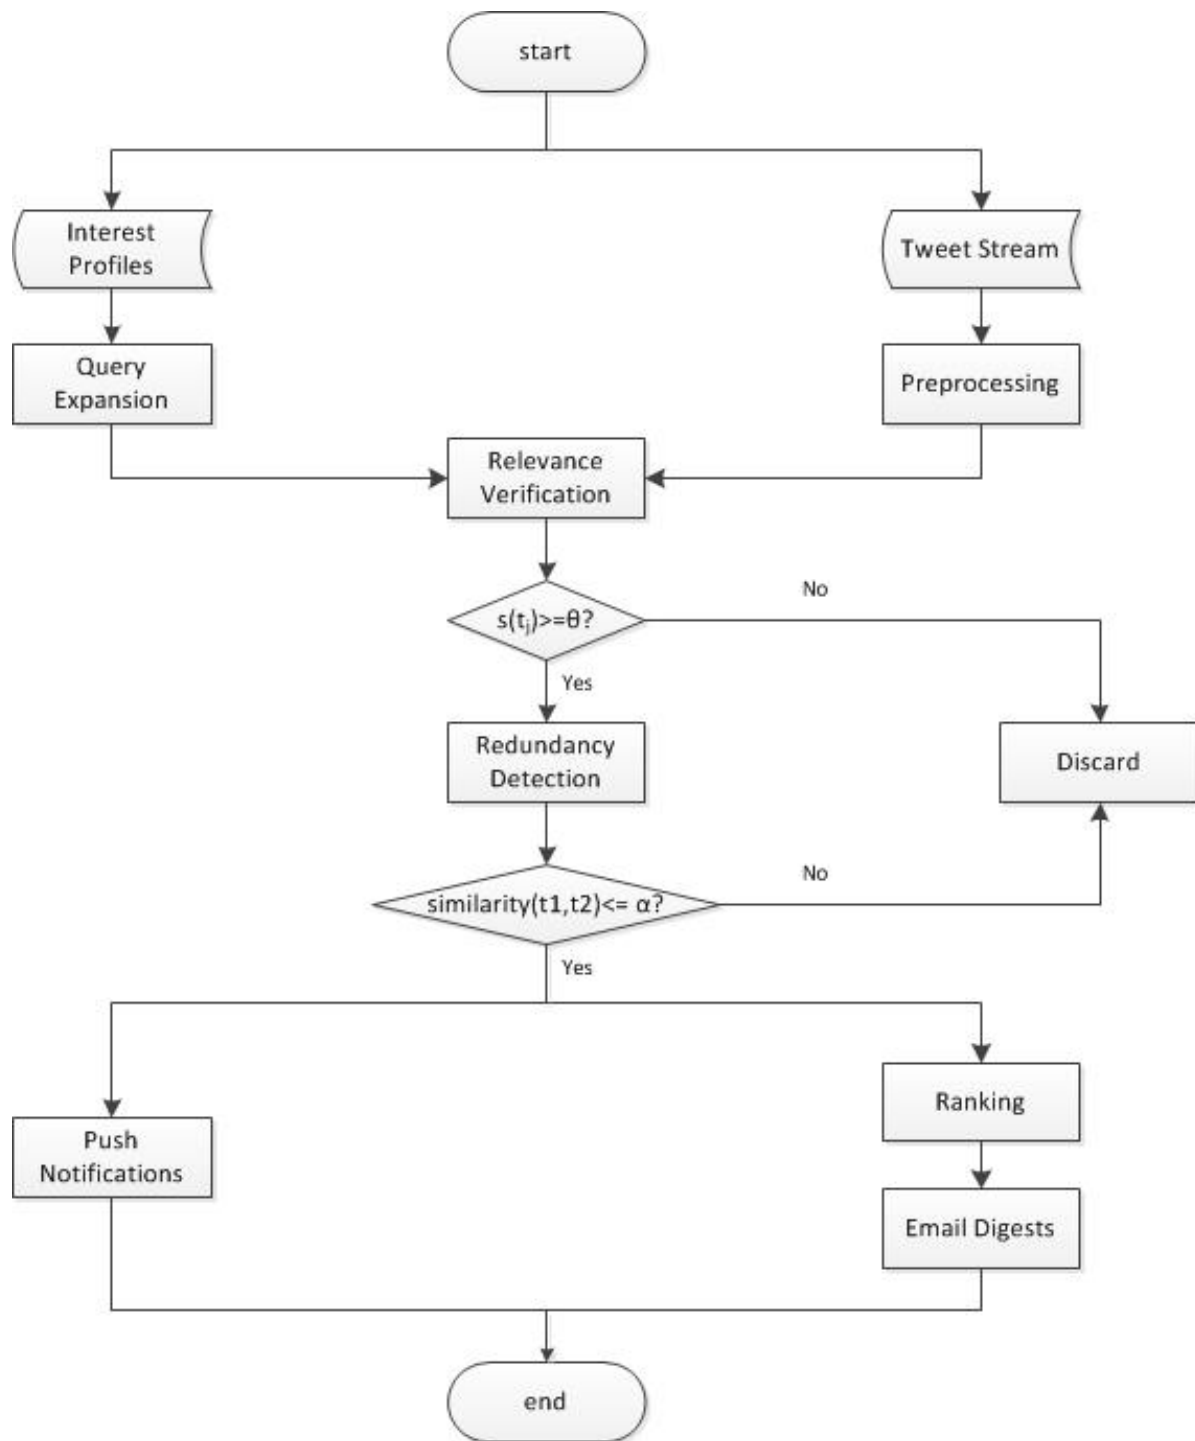 start
Interest
Profiles
Tweet Stream
Query
Expansion
Preprocessing
Relevance
Verification
No
s(tⱼ)>=θ?
Yes
Redundancy
Detection
Discard
No
similarity(t1,t2)<= α?
Yes
Ranking
Push
Notifications
Email Digests
end